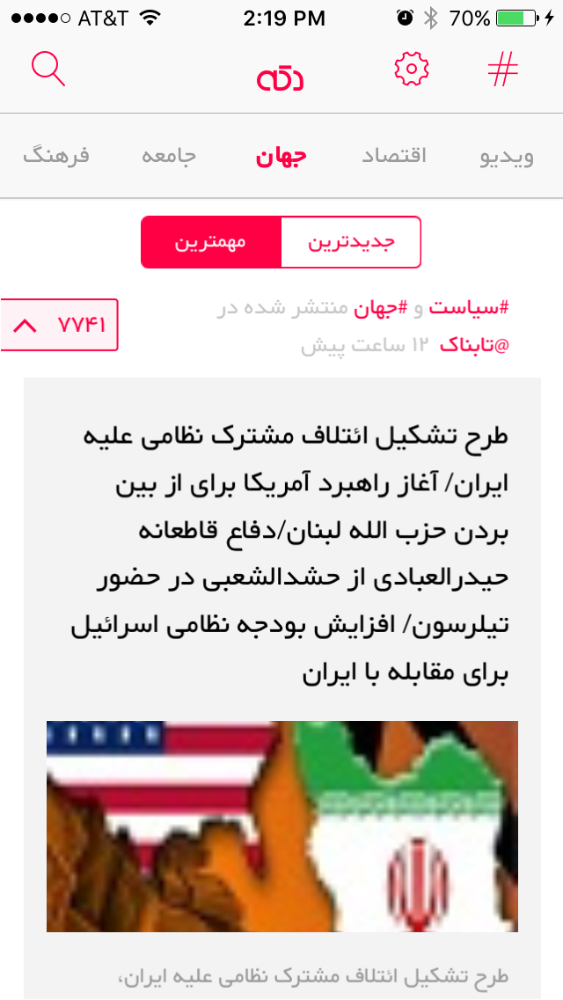 AT&T 2:19 PM 70%
دکه
#
ویدیو اقتصاد جهان جامعه فرهنگ
جدیدترین مهمترین
#سیاست و #جهان منتشر شده در
@تابناک ۱۲ ساعت پیش
۷۷۴۱
طرح تشکیل ائتلاف مشترک نظامی علیه
ایران/ آغاز راهبرد آمریکا برای از بین
بردن حزب الله لبنان/دفاع قاطعانه
حیدرالعبادی از حشدالشعبی در حضور
تیلرسون/ افزایش بودجه نظامی اسرائیل
برای مقابله با ایران
طرح تشکیل ائتلاف مشترک نظامی علیه ایران،